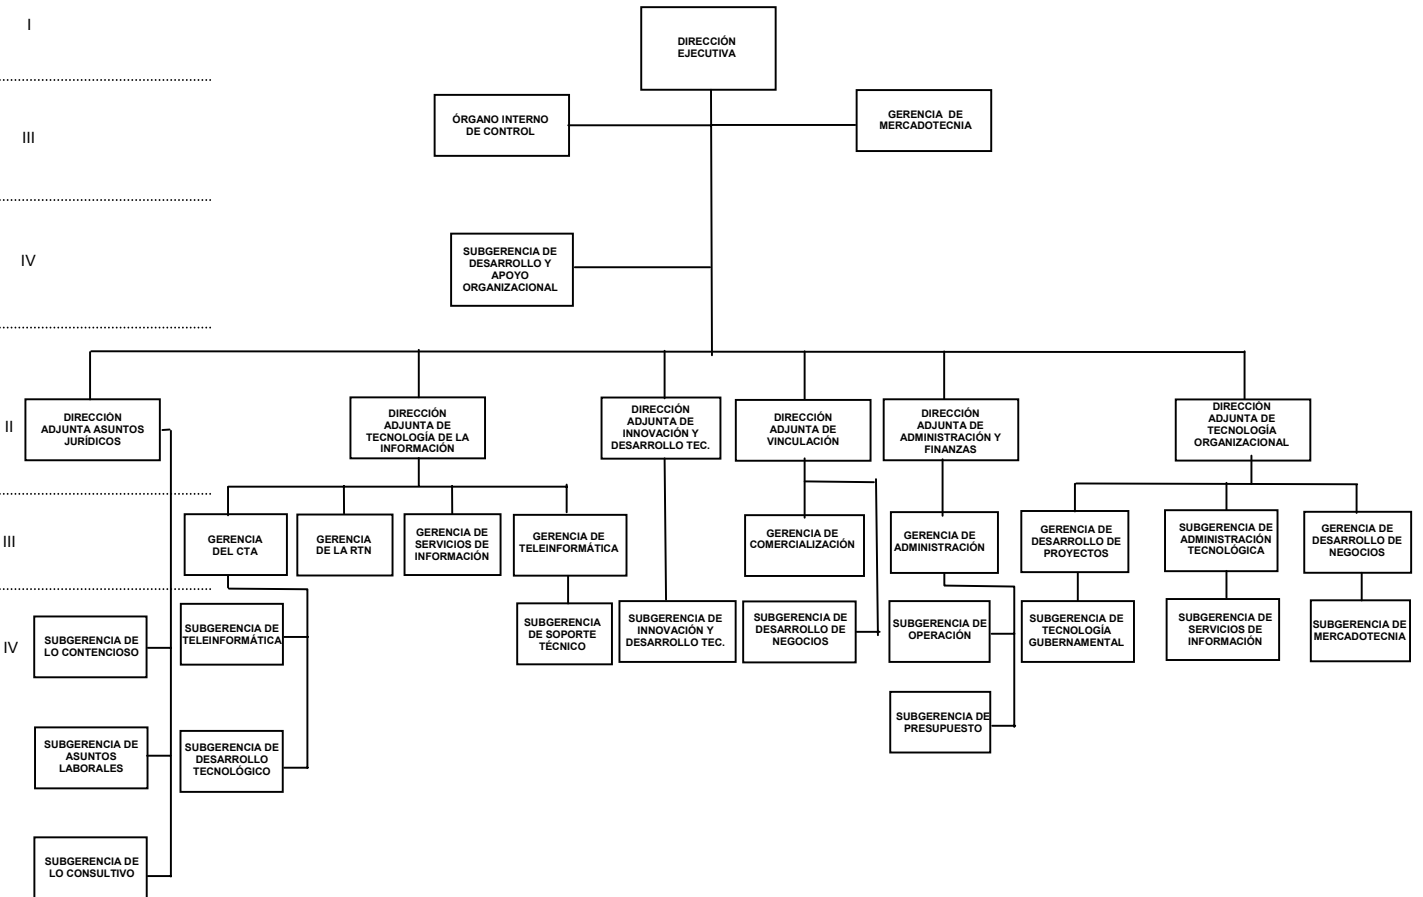 I
DIRECCIÓN
EJECUTIVA
III
ÓRGANO INTERNO
DE CONTROL
GERENCIA DE
MERCADOTECNIA
IV
SUBGERENCIA DE
DESARROLLO Y
APOYO
ORGANIZACIONAL
II
DIRECCIÓN
ADJUNTA ASUNTOS
JURÍDICOS
DIRECCIÓN
ADJUNTA DE
TECNOLOGÍA DE LA
INFORMACIÓN
DIRECCIÓN
ADJUNTA DE
INNOVACIÓN Y
DESARROLLO TEC.
DIRECCIÓN
ADJUNTA DE
VINCULACIÓN
DIRECCIÓN
ADJUNTA DE
ADMINISTRACIÓN Y
FINANZAS
DIRECCIÓN
ADJUNTA DE
TECNOLOGÍA
ORGANIZACIONAL
III
GERENCIA
DEL CTA
GERENCIA
DE LA RTN
GERENCIA DE
SERVICIOS DE
INFORMACIÓN
GERENCIA DE
TELEINFORMÁTICA
GERENCIA DE
COMERCIALIZACIÓN
GERENCIA DE
ADMINISTRACIÓN
GERENCIA DE
DESARROLLO DE
PROYECTOS
SUBGERENCIA DE
ADMINISTRACIÓN
TECNOLÓGICA
GERENCIA DE
DESARROLLO DE
NEGOCIOS
IV
SUBGERENCIA DE
LO CONTENCIOSO
SUBGERENCIA DE
TELEINFORMÁTICA
SUBGERENCIA
DE SOPORTE
TÉCNICO
SUBGERENCIA DE
INNOVACIÓN Y
DESARROLLO TEC.
SUBGERENCIA DE
DESARROLLO DE
NEGOCIOS
SUBGERENCIA DE
OPERACIÓN
SUBGERENCIA DE
TECNOLOGÍA
GUBERNAMENTAL
SUBGERENCIA DE
SERVICIOS DE
INFORMACIÓN
SUBGERENCIA DE
MERCADOTECNIA
SUBGERENCIA DE
ASUNTOS
LABORALES
SUBGERENCIA DE
DESARROLLO
TECNOLÓGICO
SUBGERENCIA DE
PRESUPUESTO
SUBGERENCIA DE
LO CONSULTIVO